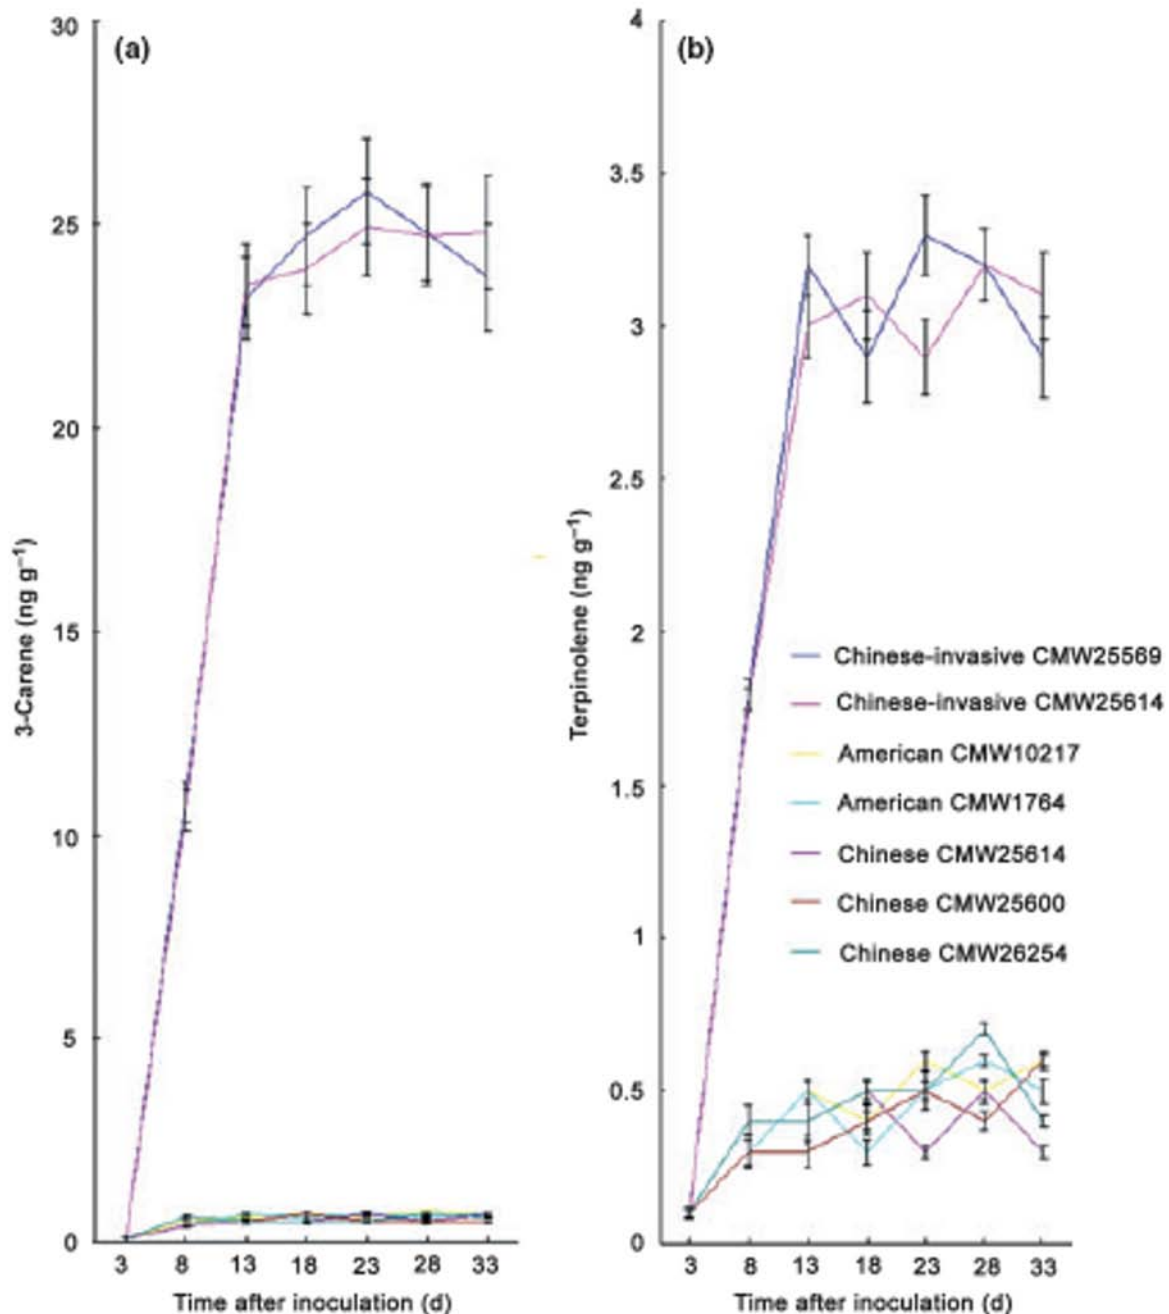 (a)
30
25
20
15
10
5
0
3-Carene (ng g⁻¹)
3 8 13 18 23 28 33
Time after inoculation (d)
(b)
4
3.5
3
2.5
2
1.5
1
0.5
0
Terpinolene (ng g⁻¹)
Chinese-invasive CMW25569
Chinese-invasive CMW25614
American CMW10217
American CMW1764
Chinese CMW25614
Chinese CMW25600
Chinese CMW26254
3 8 13 18 23 28 33
Time after inoculation (d)